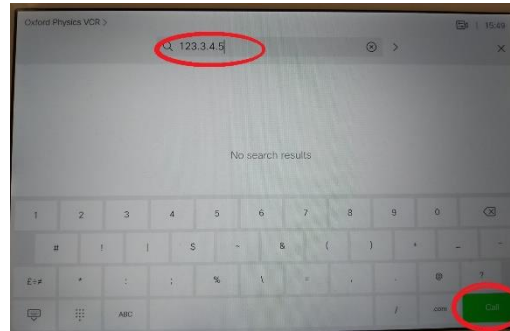 Oxford Physics VCR >
15:49
123.3.4.5
No search results
1 2 3 4 5 6 7 8 9 0
# ! | $ ~ & ( )
* : ; % \ @ ?
ABC / .com Call